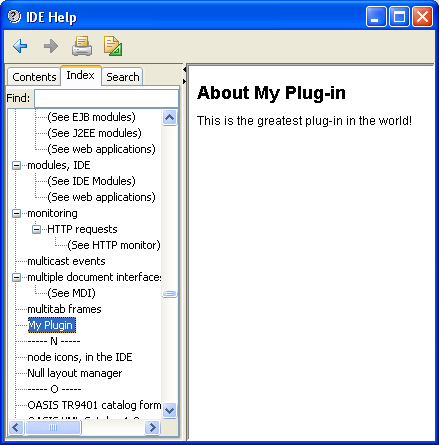 IDE Help
Contents Index Search
Find:
(See EJB modules)
(See J2EE modules)
(See web applications)
modules, IDE
(See IDE Modules)
(See web applications)
monitoring
HTTP requests
(See HTTP monitor)
multicast events
multiple document interfaces
(See MDI)
multitab frames
My Plugin
----- N -----
node icons, in the IDE
Null layout manager
----- O -----
OASIS TR9401 catalog form
About My Plug-in
This is the greatest plug-in in the world!